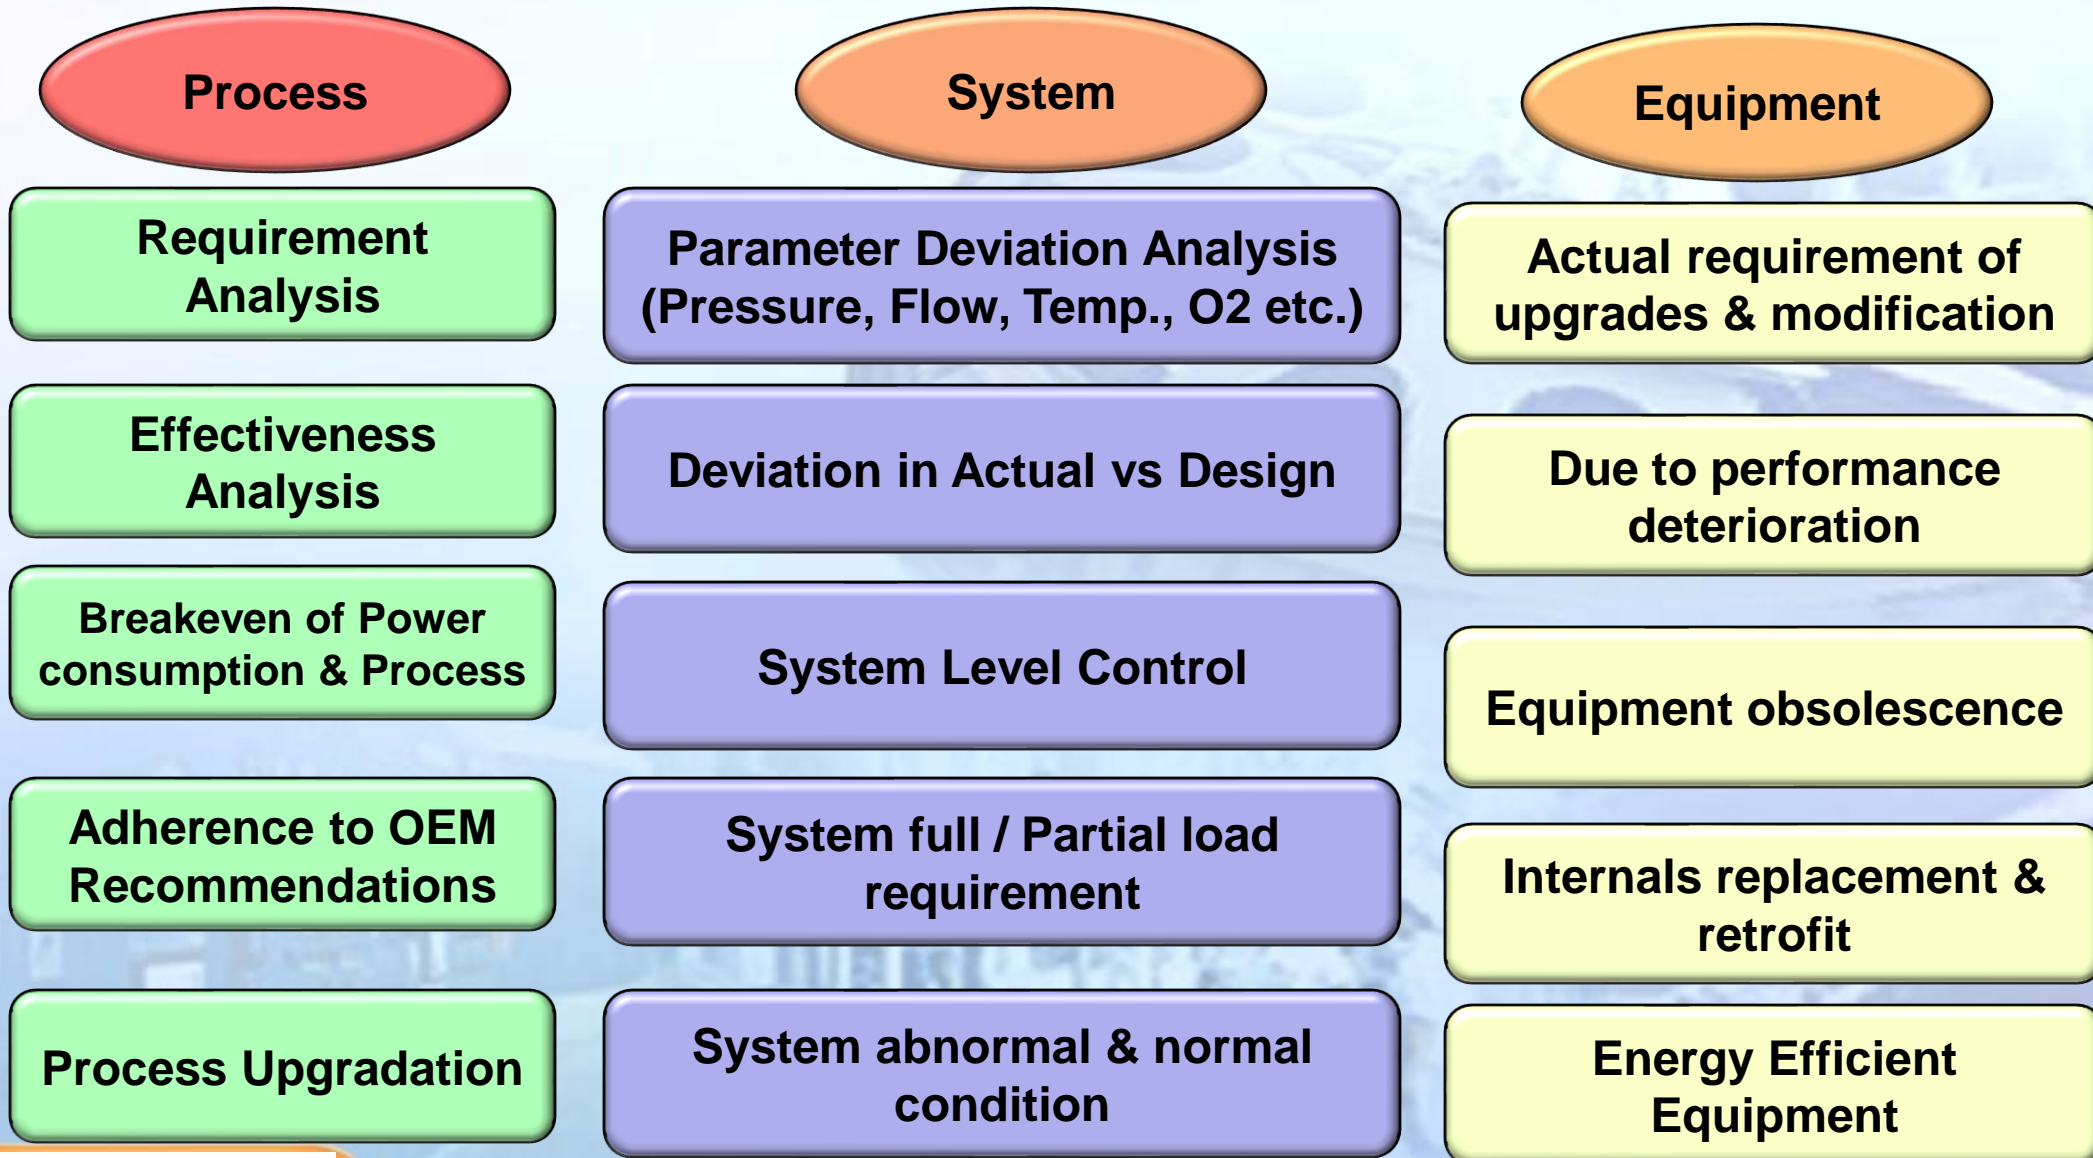 Process
Requirement
Analysis
Effectiveness
Analysis
Breakeven of Power
consumption & Process
Adherence to OEM
Recommendations
Process Upgradation
System
Parameter Deviation Analysis
(Pressure, Flow, Temp., O2 etc.)
Deviation in Actual vs Design
System Level Control
System full / Partial load
requirement
System abnormal & normal
condition
Equipment
Actual requirement of
upgrades & modification
Due to performance
deterioration
Equipment obsolescence
Internals replacement &
retrofit
Energy Efficient
Equipment